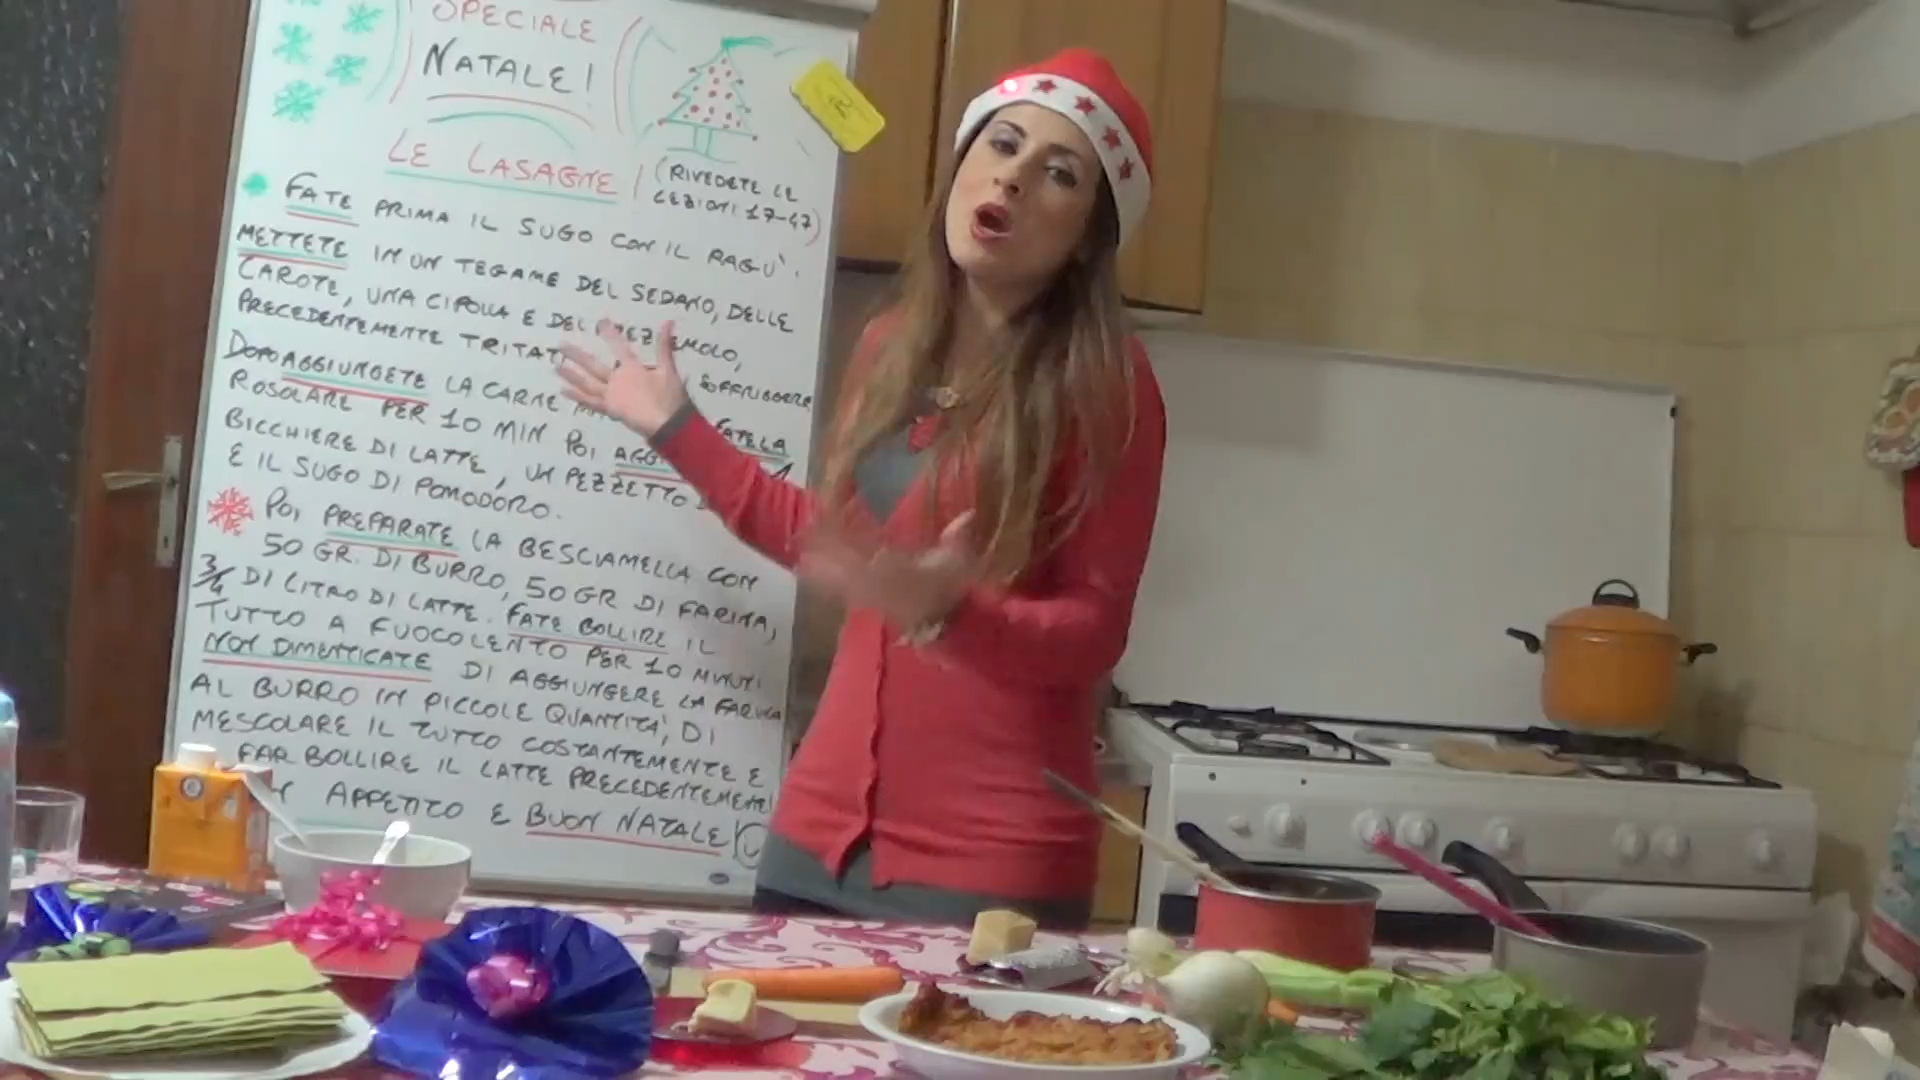 SPECIALE
NATALE!
LE LASAGNE
(RIVEDETE LE
LEZIONI 17-47)
FATE PRIMA IL SUGO CON IL RAGU'.
METTETE IN UN TEGAME DEL SEDANO, DELLE
CAROTE, UNA CIPOLLA E DEL PREZZEMOLO,
PRECEDENTEMENTE TRITATI SOFFRIGGERE
DOPO AGGIUNGETE LA CARNE FATELA
ROSOLARE PER 10 MIN POI 1
BICCHIERE DI LATTE, UN PEZZETTO
E IL SUGO DI POMODORO.
POI PREPARATE LA BESCIAMELLA CON
50 GR. DI BURRO, 50 GR DI FARINA,
3/4 DI LITRO DI LATTE. FATE BOLLIRE IL
TUTTO A FUOCO LENTO PER 10 MINUTI
NON DIMENTICATE DI AGGIUNGERE LA FARINA
AL BURRO IN PICCOLE QUANTITA', DI
MESCOLARE IL TUTTO COSTANTEMENTE E
FAR BOLLIRE IL LATTE PRECEDENTEMENTE
APPETITO E BUON NATALE